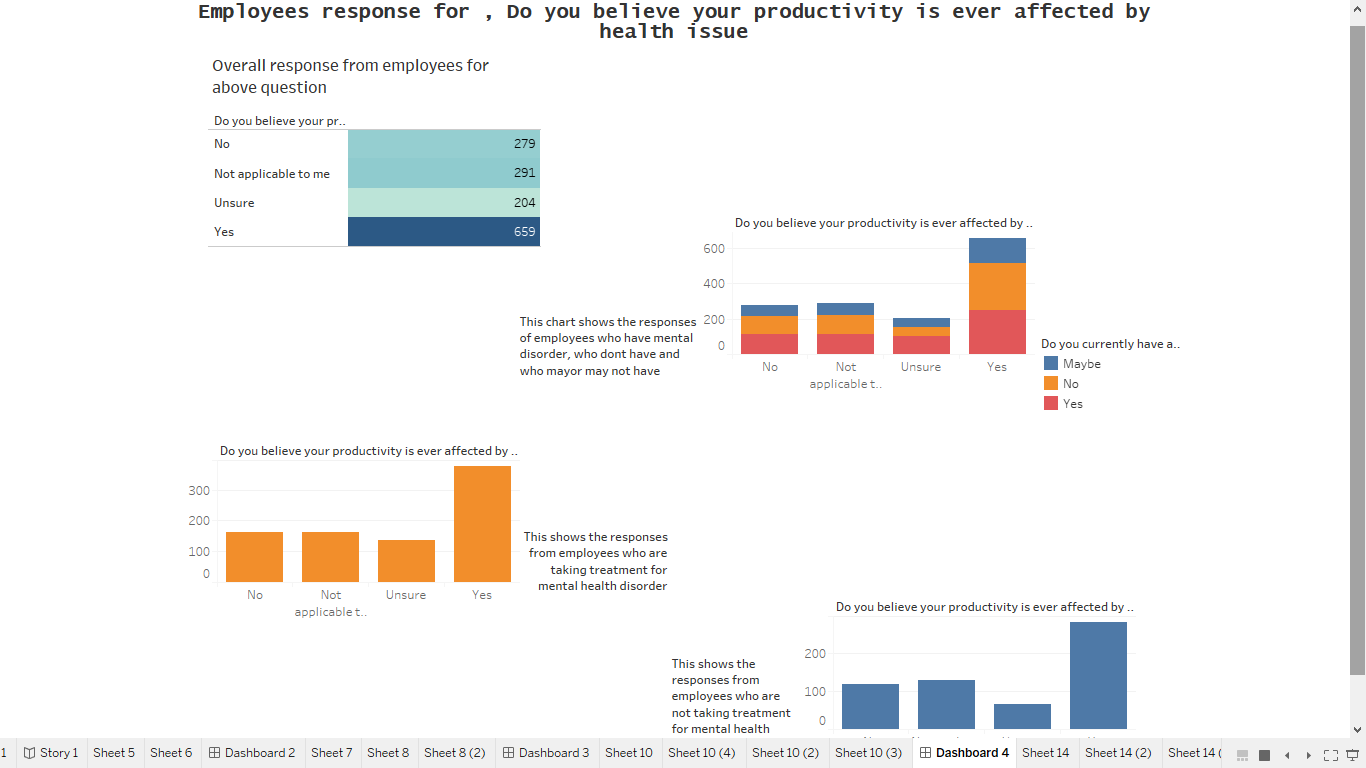 Employees response for , Do you believe your productivity is ever affected by
health issue
Overall response from employees for
above question
Do you believe your pr..
No 279
Not applicable to me 291
Unsure 204
Yes 659
Do you believe your productivity is ever affected by ..
600
400
200
0
No Not Unsure Yes
applicable t..
This chart shows the responses
of employees who have mental
disorder, who dont have and
who mayor may not have
Do you currently have a..
Maybe
No
Yes
Do you believe your productivity is ever affected by ..
300
200
100
0
No Not Unsure Yes
applicable t..
This shows the responses
from employees who are
taking treatment for
mental health disorder
Do you believe your productivity is ever affected by ..
200
100
0
This shows the
responses from
employees who are
not taking treatment
for mental health
1 Story 1 Sheet 5 Sheet 6 Dashboard 2 Sheet 7 Sheet 8 Sheet 8 (2) Dashboard 3 Sheet 10 Sheet 10 (4) Sheet 10 (2) Sheet 10 (3) Dashboard 4 Sheet 14 Sheet 14 (2) Sheet 14 (